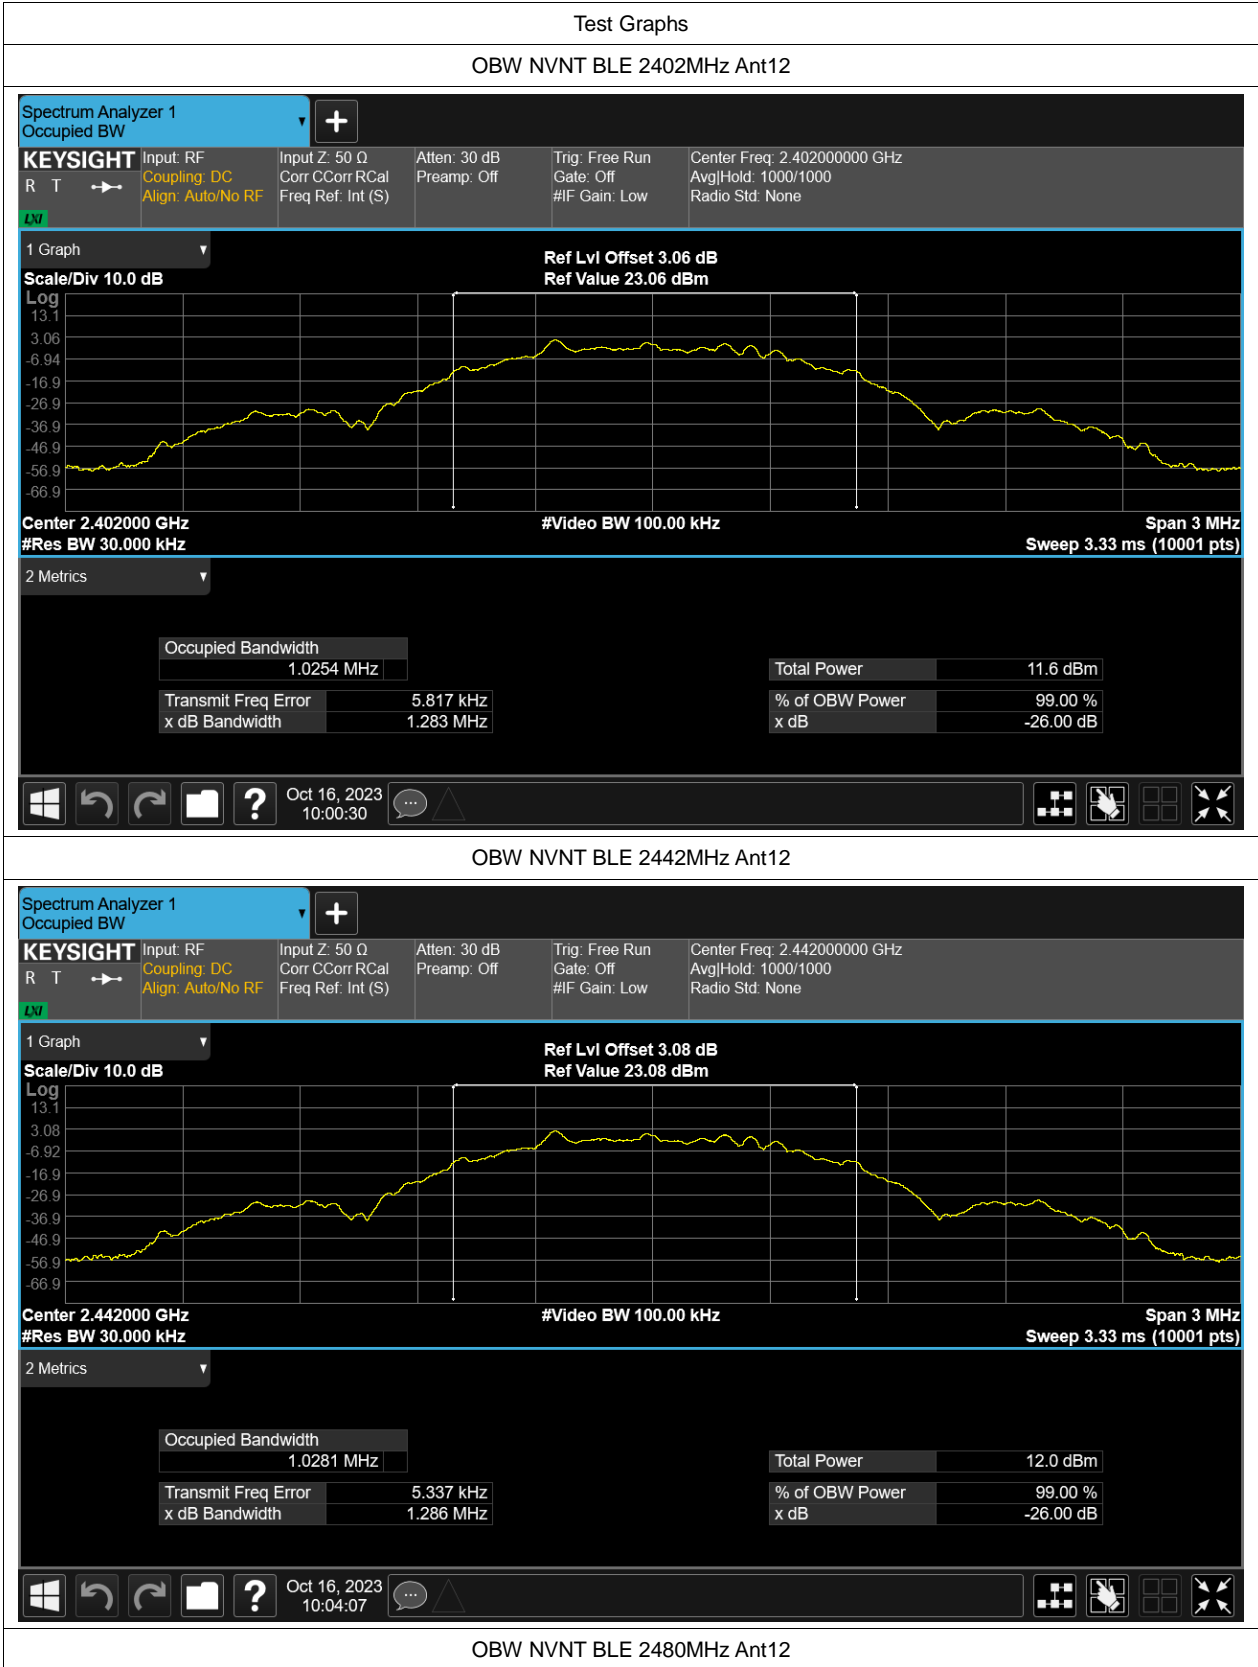 Test Graphs
OBW NVNT BLE 2402MHz Ant12
Spectrum Analyzer 1
Occupied BW
KEYSIGHT
R T
LXI
Input: RF
Coupling: DC
Align: Auto/No RF
Input Z: 50 Ω
Corr CCorr RCal
Freq Ref: Int (S)
Atten: 30 dB
Preamp: Off
Trig: Free Run
Gate: Off
#IF Gain: Low
Center Freq: 2.402000000 GHz
Avg|Hold: 1000/1000
Radio Std: None
1 Graph
Scale/Div 10.0 dB
Ref Lvl Offset 3.06 dB
Ref Value 23.06 dBm
Log
13.1
3.06
-6.94
-16.9
-26.9
-36.9
-46.9
-56.9
-66.9
Center 2.402000 GHz
#Res BW 30.000 kHz
#Video BW 100.00 kHz
Span 3 MHz
Sweep 3.33 ms (10001 pts)
2 Metrics
Occupied Bandwidth
1.0254 MHz
Total Power 11.6 dBm
Transmit Freq Error 5.817 kHz
% of OBW Power 99.00 %
x dB Bandwidth 1.283 MHz
x dB -26.00 dB
?
Oct 16, 2023
10:00:30
OBW NVNT BLE 2442MHz Ant12
Spectrum Analyzer 1
Occupied BW
KEYSIGHT
R T
LXI
Input: RF
Coupling: DC
Align: Auto/No RF
Input Z: 50 Ω
Corr CCorr RCal
Freq Ref: Int (S)
Atten: 30 dB
Preamp: Off
Trig: Free Run
Gate: Off
#IF Gain: Low
Center Freq: 2.442000000 GHz
Avg|Hold: 1000/1000
Radio Std: None
1 Graph
Scale/Div 10.0 dB
Ref Lvl Offset 3.08 dB
Ref Value 23.08 dBm
Log
13.1
3.08
-6.92
-16.9
-26.9
-36.9
-46.9
-56.9
-66.9
Center 2.442000 GHz
#Res BW 30.000 kHz
#Video BW 100.00 kHz
Span 3 MHz
Sweep 3.33 ms (10001 pts)
2 Metrics
Occupied Bandwidth
1.0281 MHz
Total Power 12.0 dBm
Transmit Freq Error 5.337 kHz
% of OBW Power 99.00 %
x dB Bandwidth 1.286 MHz
x dB -26.00 dB
?
Oct 16, 2023
10:04:07
OBW NVNT BLE 2480MHz Ant12